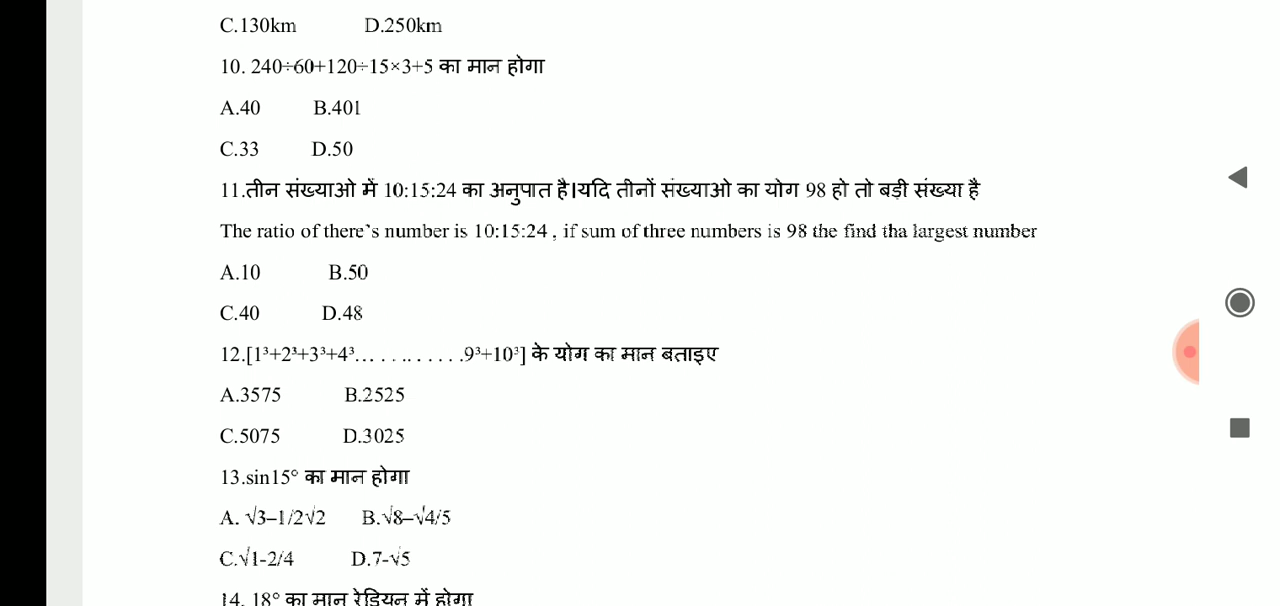 C.130km D.250km
10. 240÷60+120÷15×3+5 का मान होगा
A.40 B.401
C.33 D.50
11.तीन संख्याओ में 10:15:24 का अनुपात है।यदि तीनों संख्याओ का योग 98 हो तो बड़ी संख्या है
The ratio of there's number is 10:15:24 , if sum of three numbers is 98 the find tha largest number
A.10 B.50
C.40 D.48
12.[1³+2³+3³+4³... . . .. . . . . .9³+10³] के योग का मान बताइए
A.3575 B.2525
C.5075 D.3025
13.sin15° का मान होगा
A. √3–1/2√2 B.√8–√4/5
C.√1-2/4 D.7-√5
14. 18° का मान रेडियन में होगा